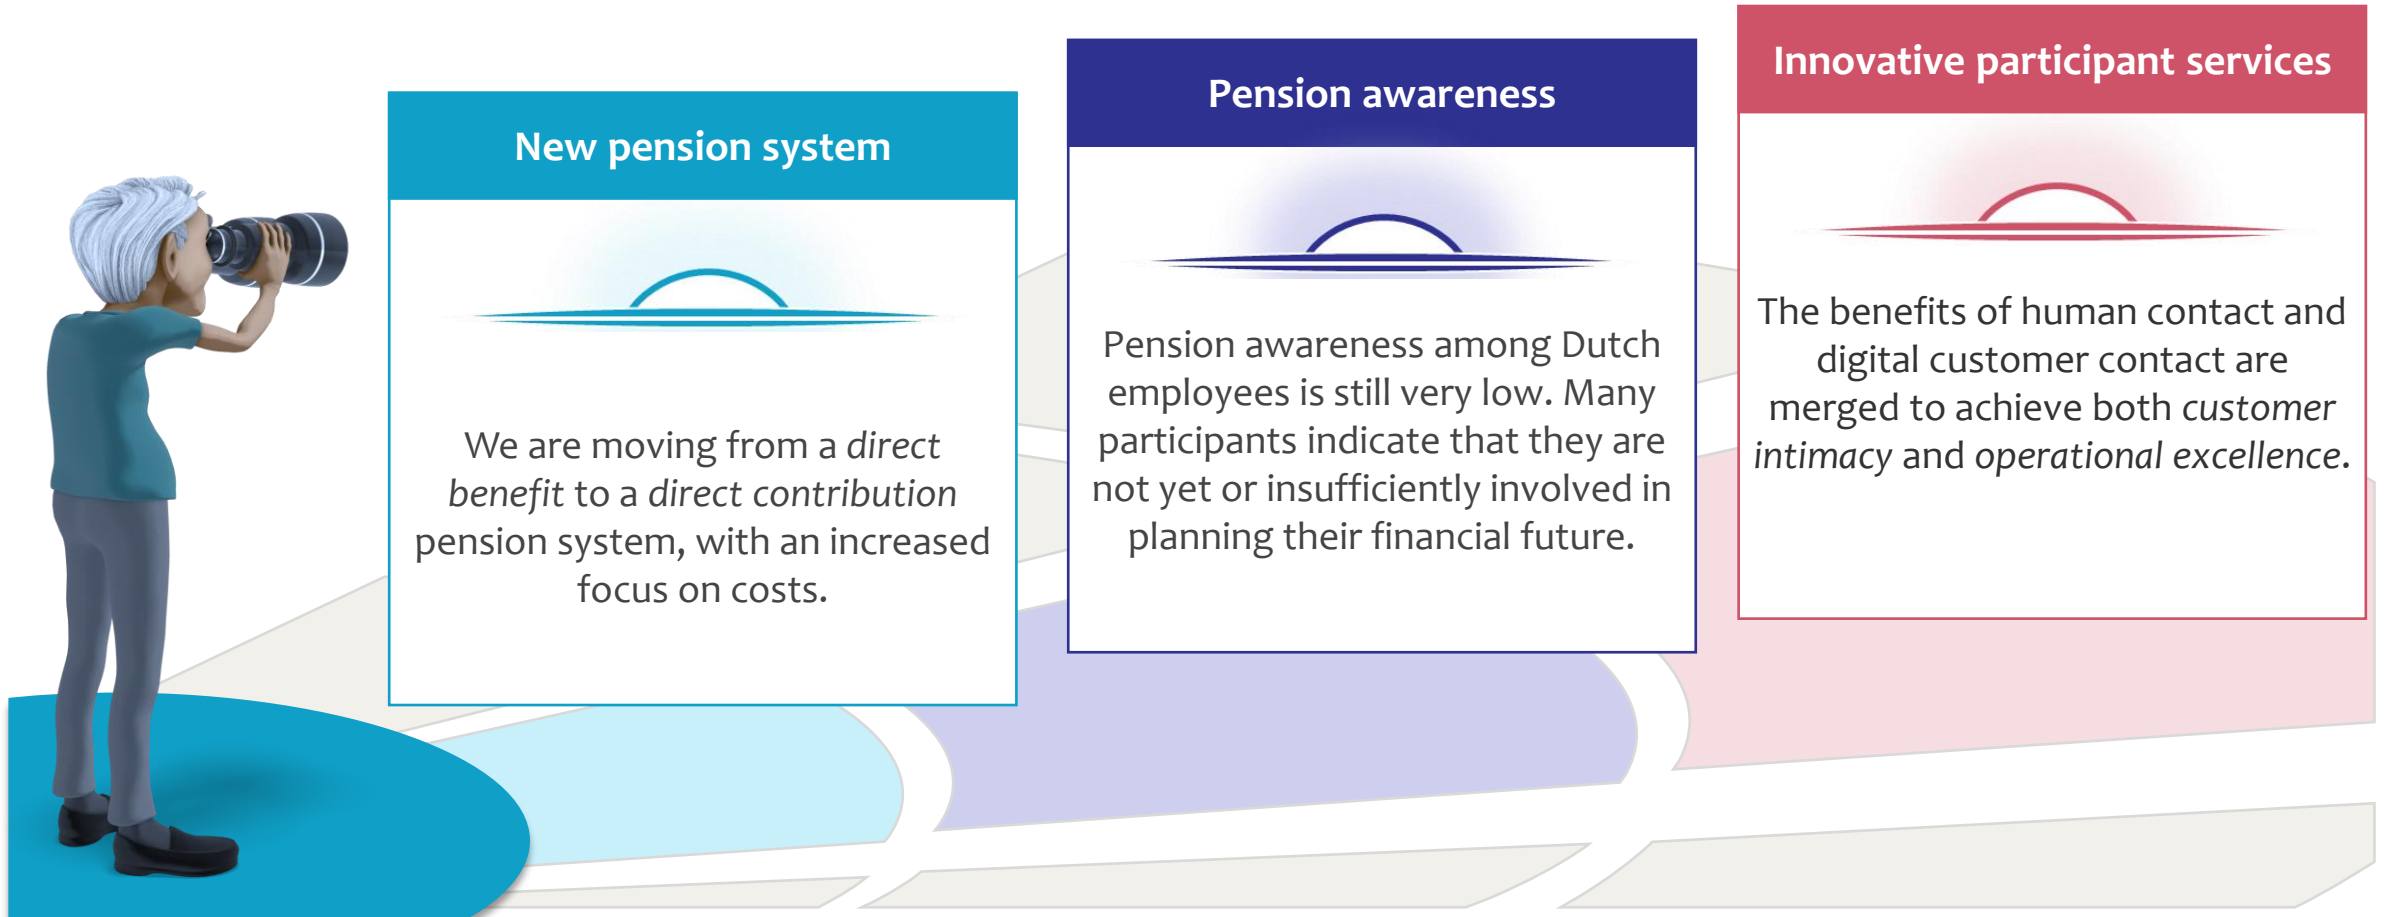 New pension system
We are moving from a direct
benefit to a direct contribution
pension system, with an increased
focus on costs.
Pension awareness
Pension awareness among Dutch
employees is still very low. Many
participants indicate that they are
not yet or insufficiently involved in
planning their financial future.
Innovative participant services
The benefits of human contact and
digital customer contact are
merged to achieve both customer
intimacy and operational excellence.